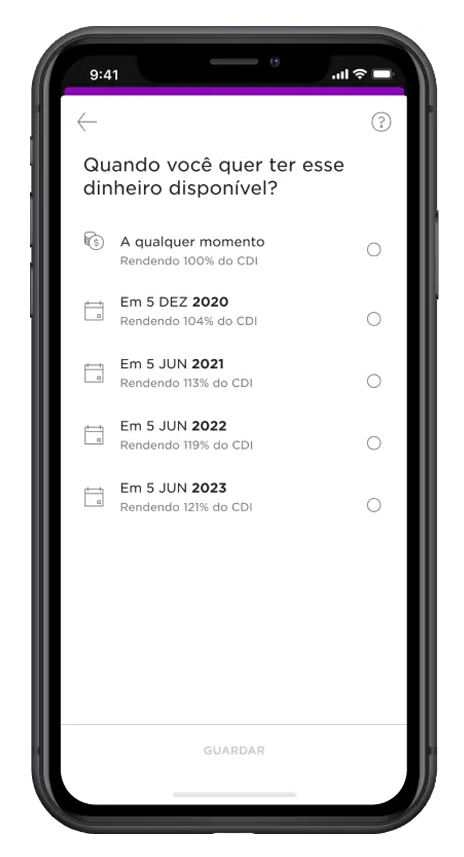 9:41
?
Quando você quer ter esse
dinheiro disponível?
$
A qualquer momento
Rendendo 100% do CDI
Em 5 DEZ 2020
Rendendo 104% do CDI
Em 5 JUN 2021
Rendendo 113% do CDI
Em 5 JUN 2022
Rendendo 119% do CDI
Em 5 JUN 2023
Rendendo 121% do CDI
GUARDAR